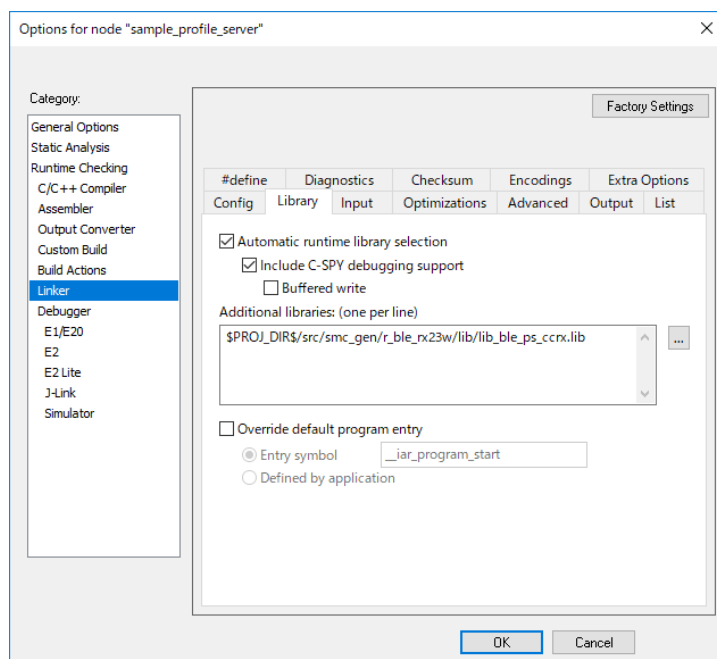 Options for node "sample_profile_server"
Category:
Factory Settings
General Options
Static Analysis
Runtime Checking
C/C++ Compiler
Assembler
Output Converter
Custom Build
Build Actions
Linker
Debugger
E1/E20
E2
E2 Lite
J-Link
Simulator
#define Diagnostics Checksum Encodings Extra Options
Config Library Input Optimizations Advanced Output List
Automatic runtime library selection
Include C-SPY debugging support
Buffered write
Additional libraries: (one per line)
$PROJ_DIR$/src/smc_gen/r_ble_rx23w/lib/lib_ble_ps_ccrx.lib
...
Override default program entry
Entry symbol __iar_program_start
Defined by application
OK Cancel